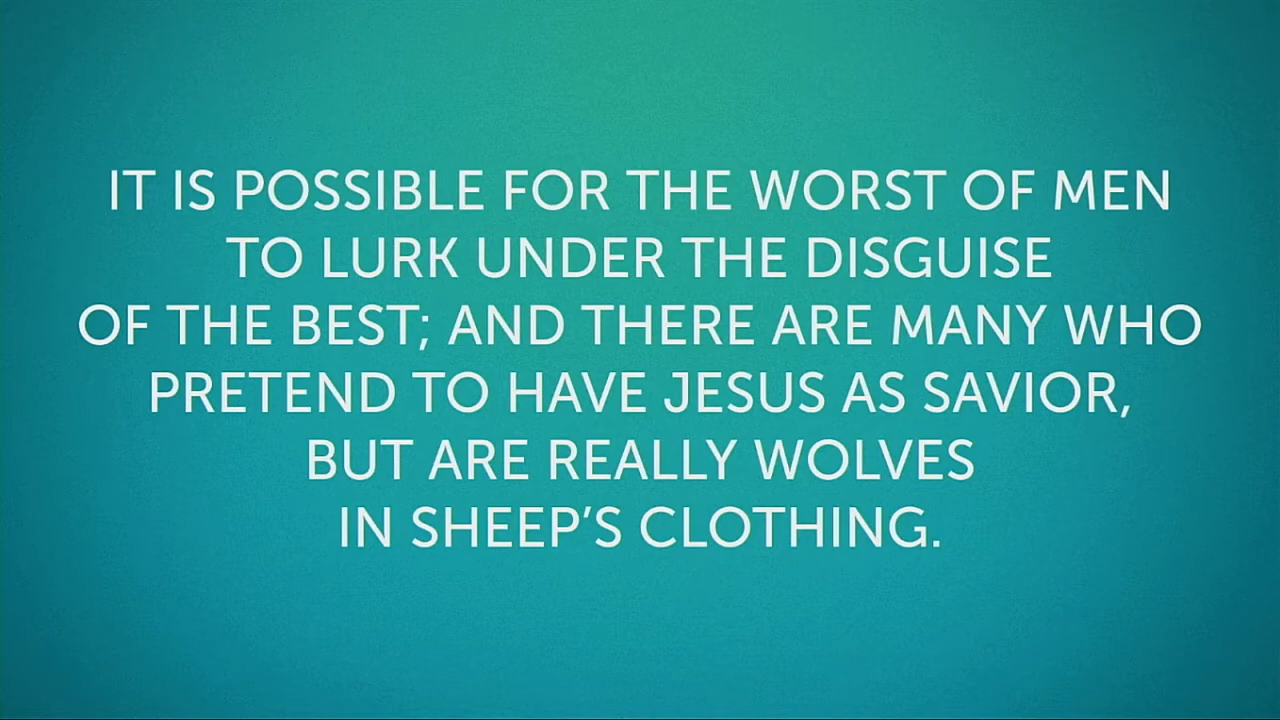 IT IS POSSIBLE FOR THE WORST OF MEN
TO LURK UNDER THE DISGUISE
OF THE BEST; AND THERE ARE MANY WHO
PRETEND TO HAVE JESUS AS SAVIOR,
BUT ARE REALLY WOLVES
IN SHEEP’S CLOTHING.